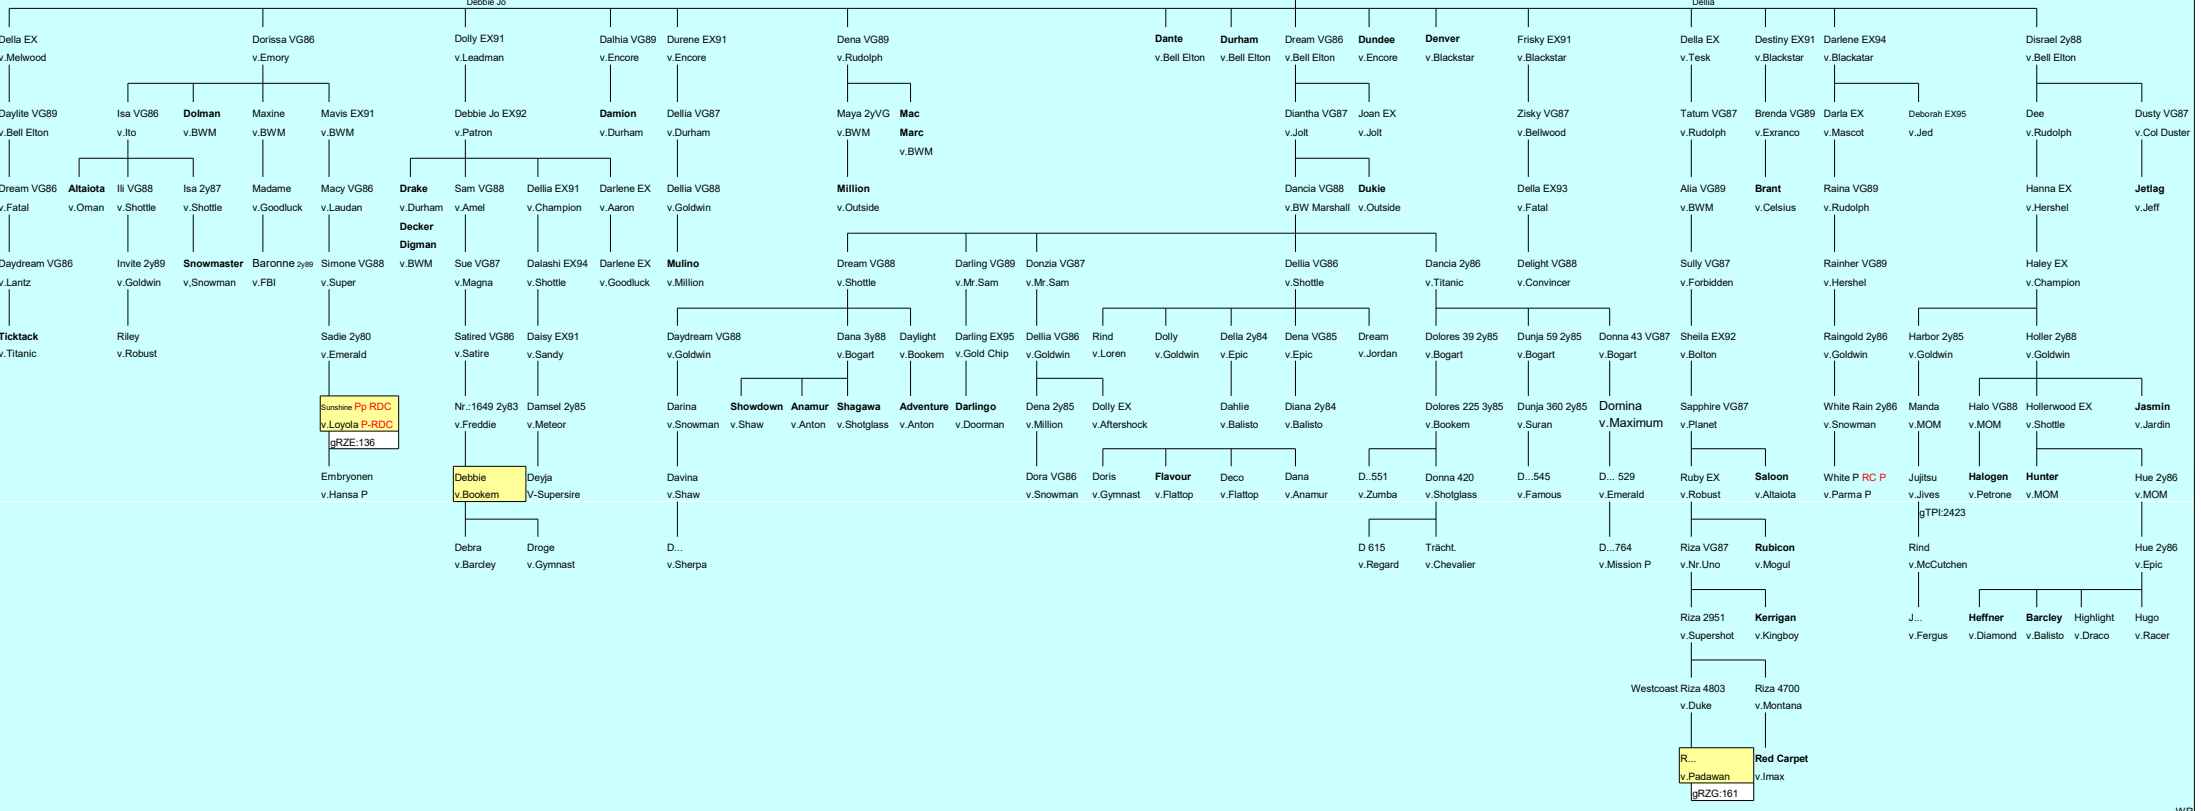 Debbie Jo Dellia
Della EX Dorissa VG86 Dolly EX91 Dalhia VG89 Durene EX91 Dena VG89 Dante Durham Dream VG86 Dundee Denver Frisky EX91 Della EX Destiny EX91 Darlene EX94 Disrael 2y88
v.Melwood v.Emory v.Leadman v.Encore v.Encore v.Rudolph v.Bell Elton v.Bell Elton v.Bell Elton v.Encore v.Blackstar v.Blackstar v.Tesk v.Blackstar v.Blackatar v.Bell Elton
Daylite VG89 Isa VG86 Dolman Maxine Mavis EX91 Debbie Jo EX92 Damion Dellia VG87 Maya 2yVG Mac Diantha VG87 Joan EX Zisky VG87 Tatum VG87 Brenda VG89 Darla EX Deborah EX95 Dee Dusty VG87
v.Bell Elton v.Ito v.BWM v.BWM v.BWM v.Patron v.Durham v.Durham v.BWM Marc v.Jolt v.Jolt v.Bellwood v.Rudolph v.Exranco v.Mascot v.Jed v.Rudolph v.Col Duster
v.BWM
Dream VG86 Altaiota Ili VG88 Isa 2y87 Madame Macy VG86 Drake Sam VG88 Dellia EX91 Darlene EX Dellia VG88 Million Dancia VG88 Dukie Della EX93 Alia VG89 Brant Raina VG89 Hanna EX Jetlag
v.Fatal v.Oman v.Shottle v.Shottle v.Goodluck v.Laudan v.Durham v.Amel v.Champion v.Aaron v.Goldwin v.Outside v.BW Marshall v.Outside v.Fatal v.BWM v.Celsius v.Rudolph v.Hershel v.Jeff
Decker
Digman
Daydream VG86 Invite 2y89 Snowmaster Baronne 2y89 Simone VG88 v.BWM Sue VG87 Dalashi EX94 Darlene EX Mulino Dream VG88 Darling VG89 Donzia VG87 Dellia VG86 Dancia 2y86 Delight VG88 Sully VG87 Rainher VG89 Haley EX
v.Lantz v.Goldwin v,Snowman v.FBI v.Super v.Magna v.Shottle v.Goodluck v.Million v.Shottle v.Mr.Sam v.Mr.Sam v.Shottle v.Titanic v.Convincer v.Forbidden v.Hershel v.Champion
Ticktack Riley Sadie 2y80 Satired VG86 Daisy EX91 Daydream VG88 Dana 3y88 Daylight Darling EX95 Dellia VG86 Rind Dolly Della 2y84 Dena VG85 Dream Dolores 39 2y85 Dunja 59 2y85 Donna 43 VG87 Sheila EX92 Raingold 2y86 Harbor 2y85 Holler 2y88
v.Titanic v.Robust v.Emerald v.Satire v.Sandy v.Goldwin v.Bogart v.Bookem v.Gold Chip v.Goldwin v.Loren v.Goldwin v.Epic v.Epic v.Jordan v.Bogart v.Bogart v.Bogart v.Bolton v.Goldwin v.Goldwin v.Goldwin
Sunshine Pp RDC Nr.:1649 2y83 Damsel 2y85 Darina Showdown Anamur Shagawa Adventure Darlingo Dena 2y85 Dolly EX Dahlie Diana 2y84 Dolores 225 3y85 Dunja 360 2y85 Domina Sapphire VG87 White Rain 2y86 Manda Halo VG88 Hollerwood EX Jasmin
v.Loyola P-RDC v.Freddie v.Meteor v.Snowman v.Shaw v.Anton v.Shotglass v.Anton v.Doorman v.Million v.Aftershock v.Balisto v.Balisto v.Bookem v.Suran v.Maximum v.Planet v.Snowman v.MOM v.MOM v.Shottle v.Jardin
gRZE:136
Embryonen Debbie Deyja Davina Dora VG86 Doris Flavour Deco Dana D..551 Donna 420 D...545 D... 529 Ruby EX Saloon White P RC P Jujitsu Halogen Hunter Hue 2y86
v.Hansa P v.Bookem V-Supersire v.Shaw v.Snowman v.Gymnast v.Flattop v.Flattop v.Anamur v.Zumba v.Shotglass v.Famous v.Emerald v.Robust v.Altaiota v.Parma P v.Jives v.Petrone v.MOM v.MOM
gTPI:2423
Debra Droge D... D 615 Trächt. D...764 Riza VG87 Rubicon Rind Hue 2y86
v.Barcley v.Gymnast v.Sherpa v.Regard v.Chevalier v.Mission P v.Nr.Uno v.Mogul v.McCutchen v.Epic
Riza 2951 Kerrigan J... Heffner Barcley Highlight Hugo
v.Supershot v.Kingboy v.Fergus v.Diamond v.Balisto v.Draco v.Racer
Westcoast Riza 4803 Riza 4700
v.Duke v.Montana
R... Red Carpet
v.Padawan v.Imax
gRZG:161